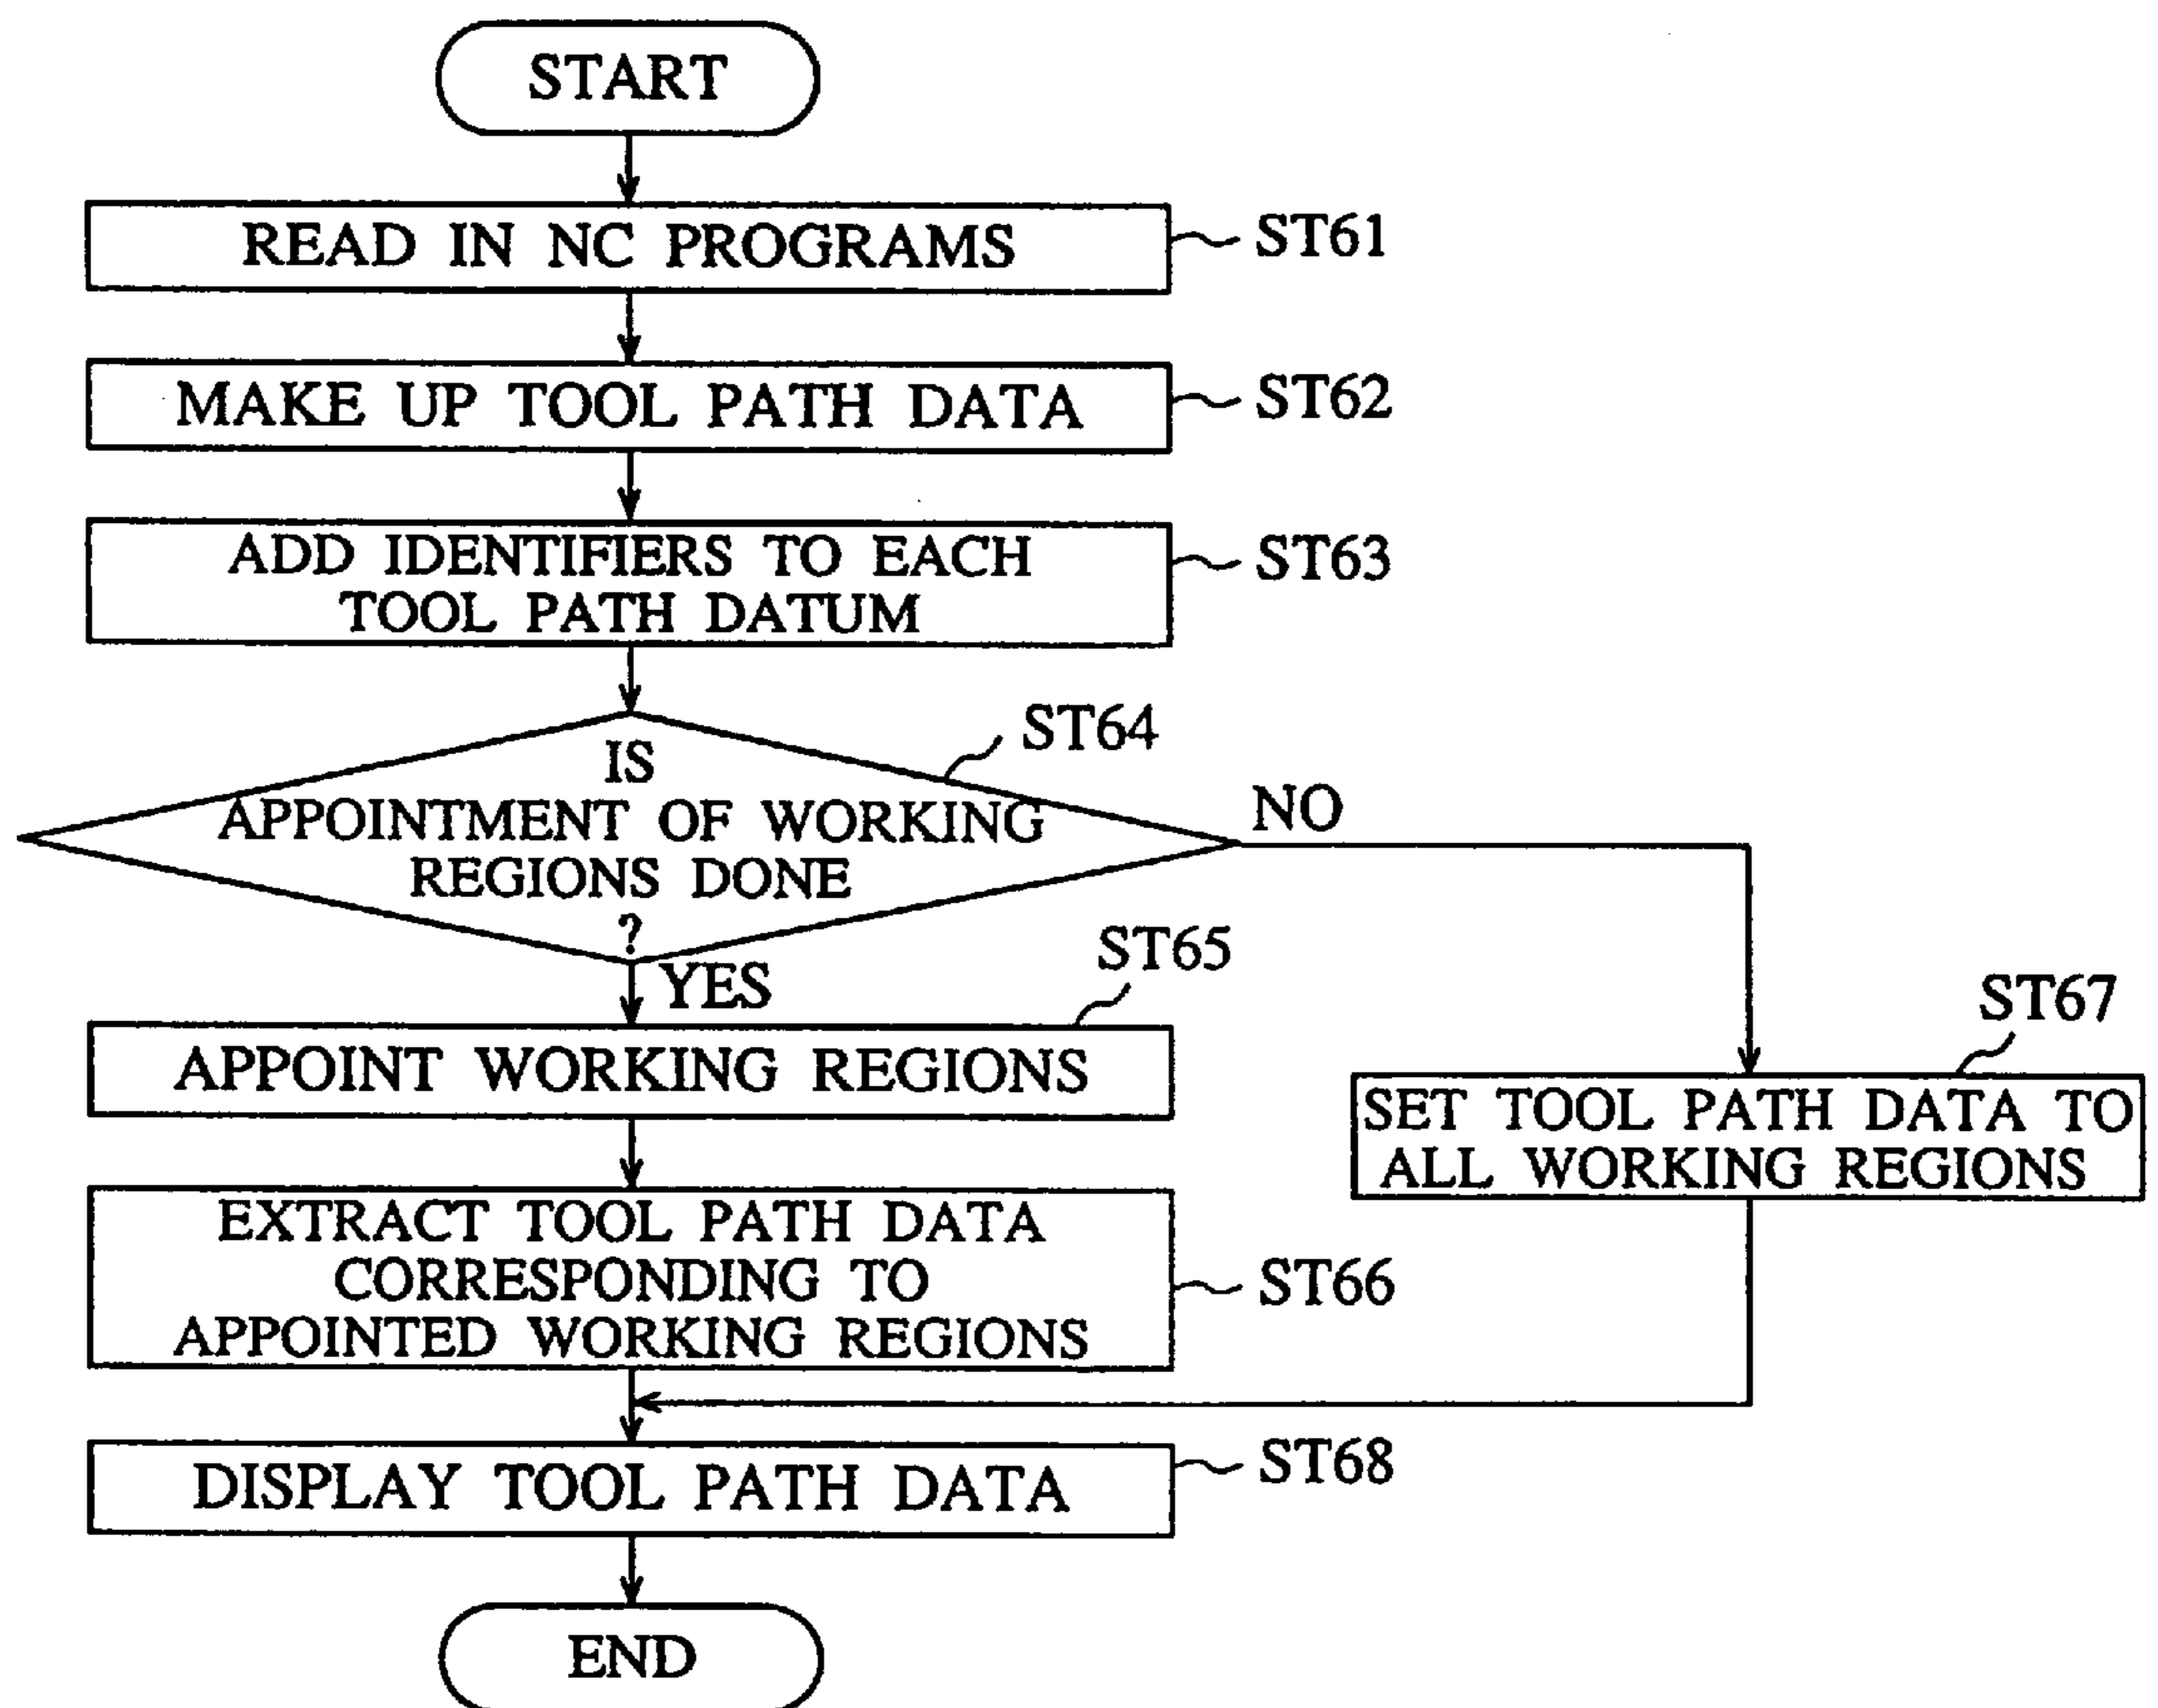 START
READ IN NC PROGRAMS
ST61
MAKE UP TOOL PATH DATA
ST62
ADD IDENTIFIERS TO EACH
TOOL PATH DATUM
ST63
ST64
IS
APPOINTMENT OF WORKING
REGIONS DONE
?
NO
YES
ST65
APPOINT WORKING REGIONS
ST67
SET TOOL PATH DATA TO
ALL WORKING REGIONS
EXTRACT TOOL PATH DATA
CORRESPONDING TO
APPOINTED WORKING REGIONS
ST66
DISPLAY TOOL PATH DATA
ST68
END